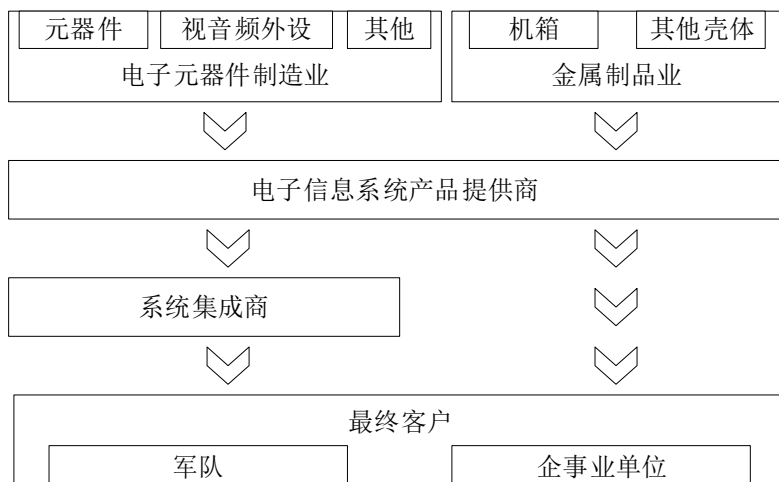 元器件 视音频外设 其他 机箱 其他壳体
电子元器件制造业 金属制品业
电子信息系统产品提供商
系统集成商
最终客户
军队 企事业单位